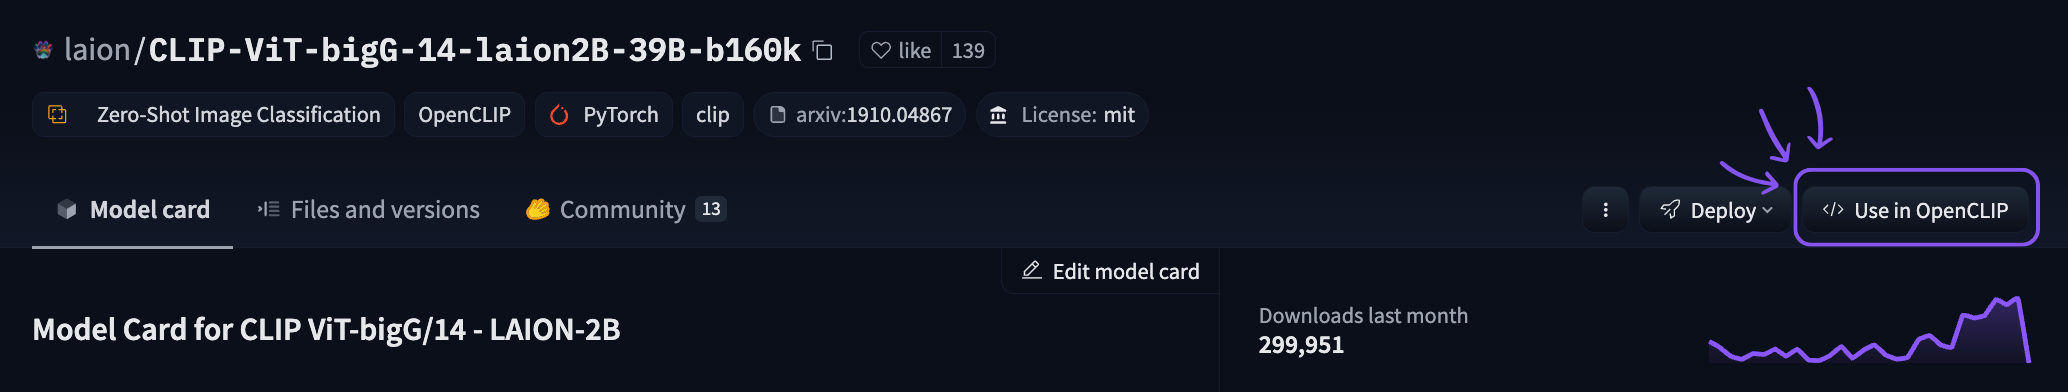 laion/CLIP-ViT-bigG-14-laion2B-39B-b160k like 139
Zero-Shot Image Classification OpenCLIP PyTorch clip arxiv:1910.04867 License: mit
Model card Files and versions Community 13 Deploy </> Use in OpenCLIP
Edit model card
Model Card for CLIP ViT-bigG/14 - LAION-2B
Downloads last month
299,951